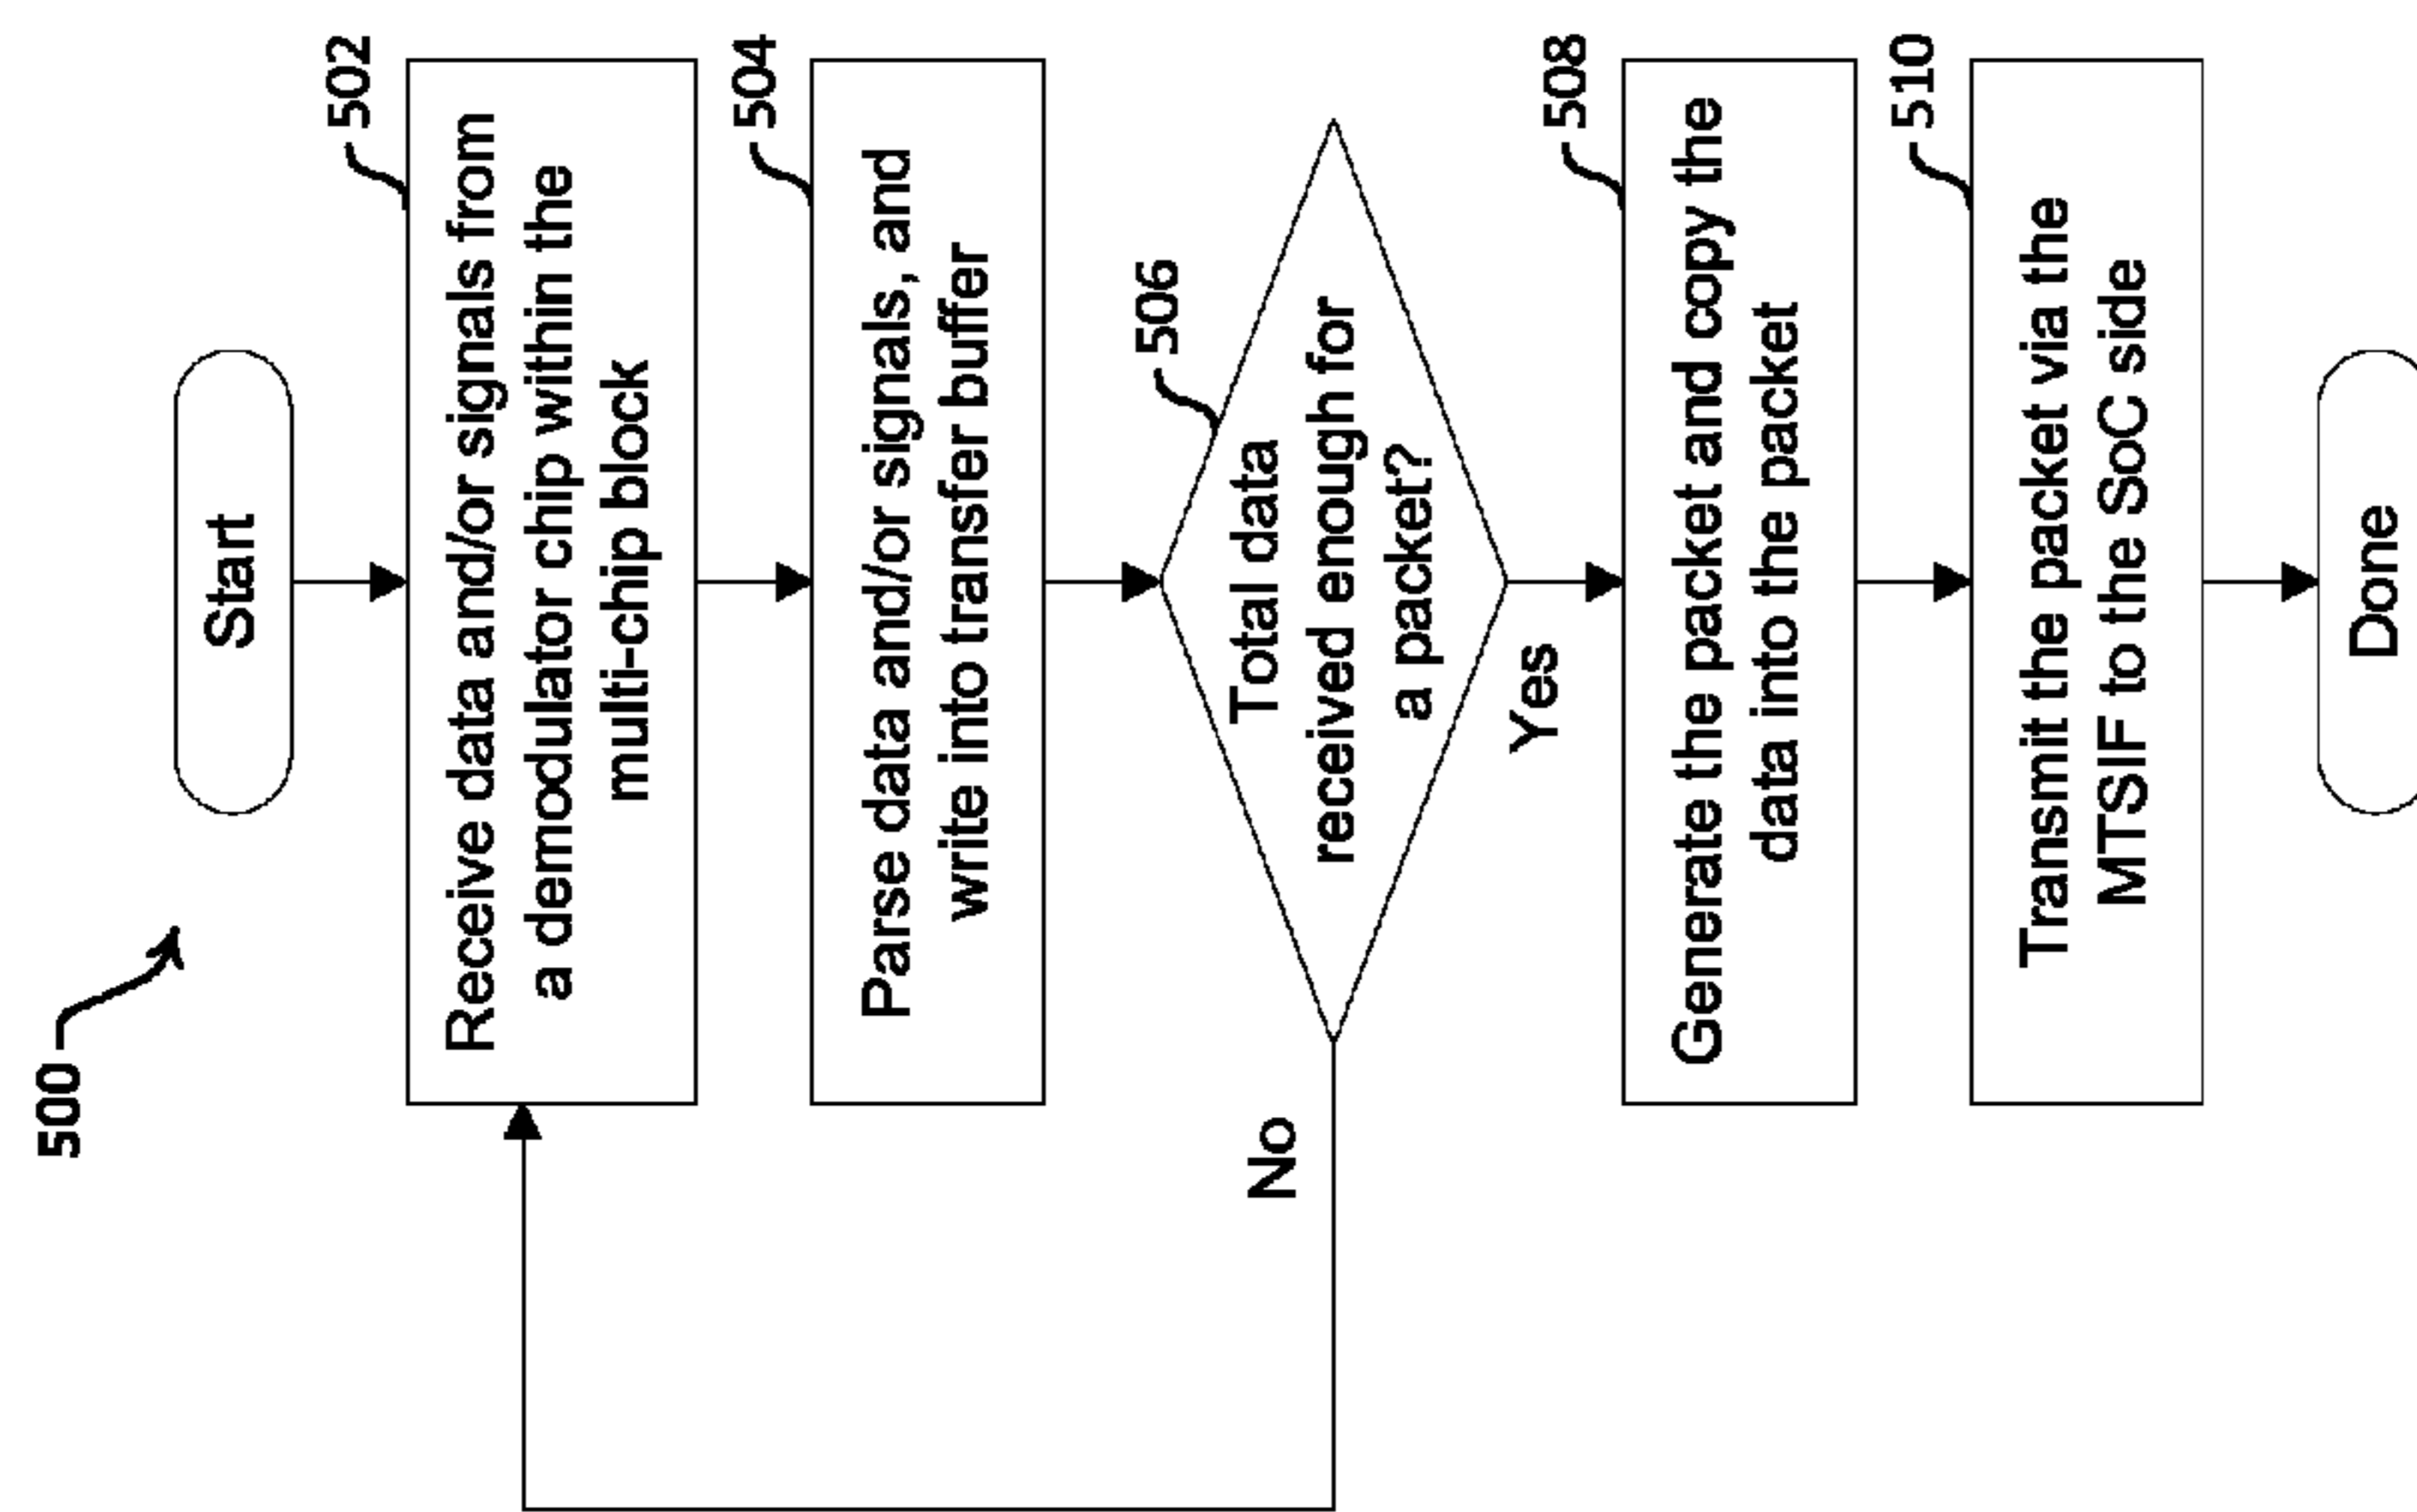 500
Start
502
Receive data and/or signals from
a demodulator chip within the
multi-chip block
504
Parse data and/or signals, and
write into transfer buffer
506
Total data
received enough for
a packet?
No
Yes
508
Generate the packet and copy the
data into the packet
510
Transmit the packet via the
MTSIF to the SoC side
Done